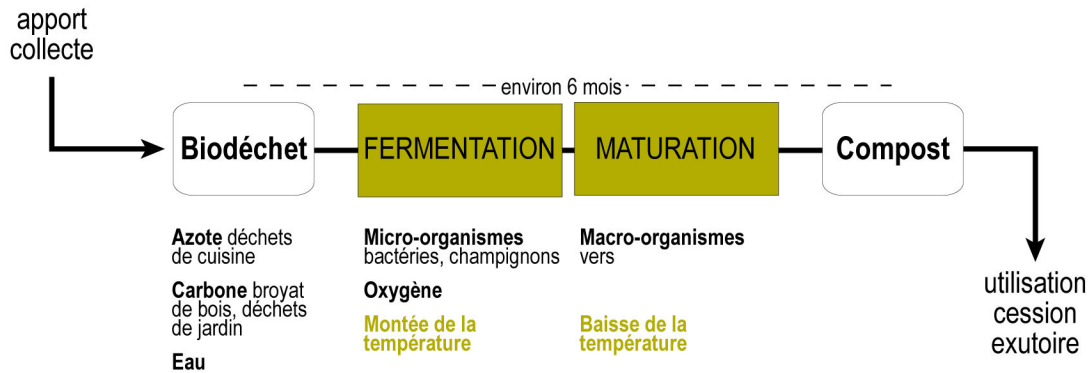 apport
collecte
environ 6 mois
Biodéchet
FERMENTATION
MATURATION
Compost
Azote déchets
de cuisine
Carbone broyat
de bois, déchets
de jardin
Eau
Micro-organismes
bactéries, champignons
Oxygène
Montée de la
température
Macro-organismes
vers
Baisse de la
température
utilisation
cession
exutoire